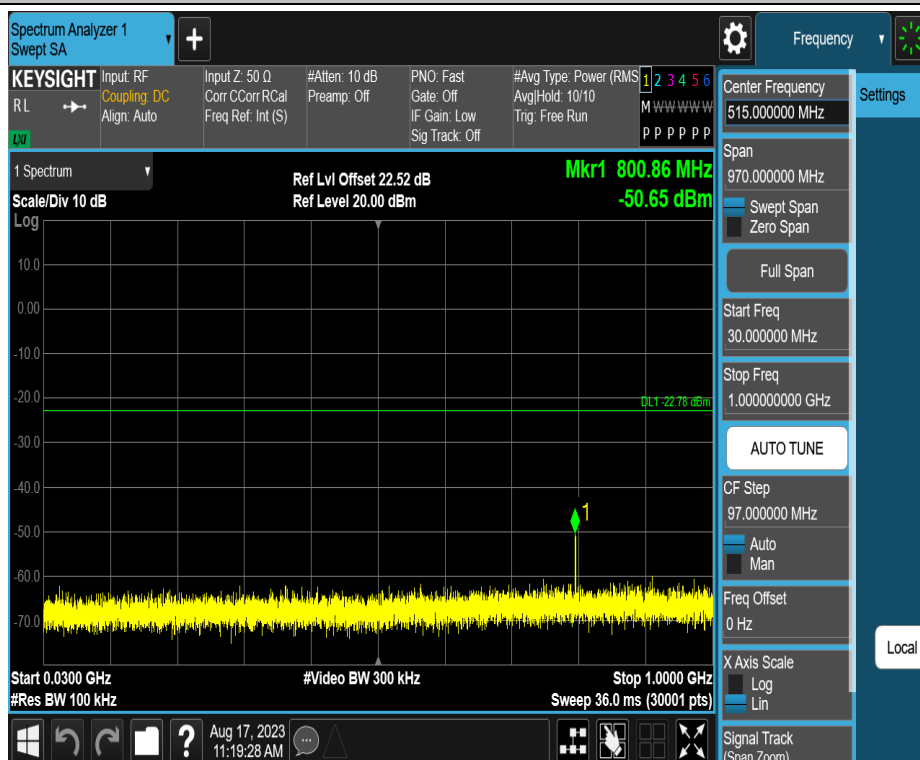 Spectrum Analyzer 1
Swept SA
+
Frequency
KEYSIGHT
RL
LXI
Input: RF
Coupling: DC
Align: Auto
Input Z: 50 Ω
Corr CCorr RCal
Freq Ref: Int (S)
#Atten: 10 dB
Preamp: Off
PNO: Fast
Gate: Off
IF Gain: Low
Sig Track: Off
#Avg Type: Power (RMS
Avg|Hold: 10/10
Trig: Free Run
1 2 3 4 5 6
M W W W W W
P P P P P P
Center Frequency
515.000000 MHz
Settings
Span
970.000000 MHz
Swept Span
Zero Span
Full Span
Start Freq
30.000000 MHz
Stop Freq
1.000000000 GHz
AUTO TUNE
CF Step
97.000000 MHz
Auto
Man
Freq Offset
0 Hz
X Axis Scale
Log
Lin
Local
Signal Track
(Span Zoom)
1 Spectrum
Scale/Div 10 dB
Log
Ref Lvl Offset 22.52 dB
Ref Level 20.00 dBm
Mkr1 800.86 MHz
-50.65 dBm
10.0
0.00
-10.0
-20.0
DL1 -22.78 dBm
-30.0
-40.0
1
-50.0
-60.0
-70.0
Start 0.0300 GHz
#Video BW 300 kHz
Stop 1.0000 GHz
#Res BW 100 kHz
Sweep 36.0 ms (30001 pts)
?
Aug 17, 2023
11:19:28 AM